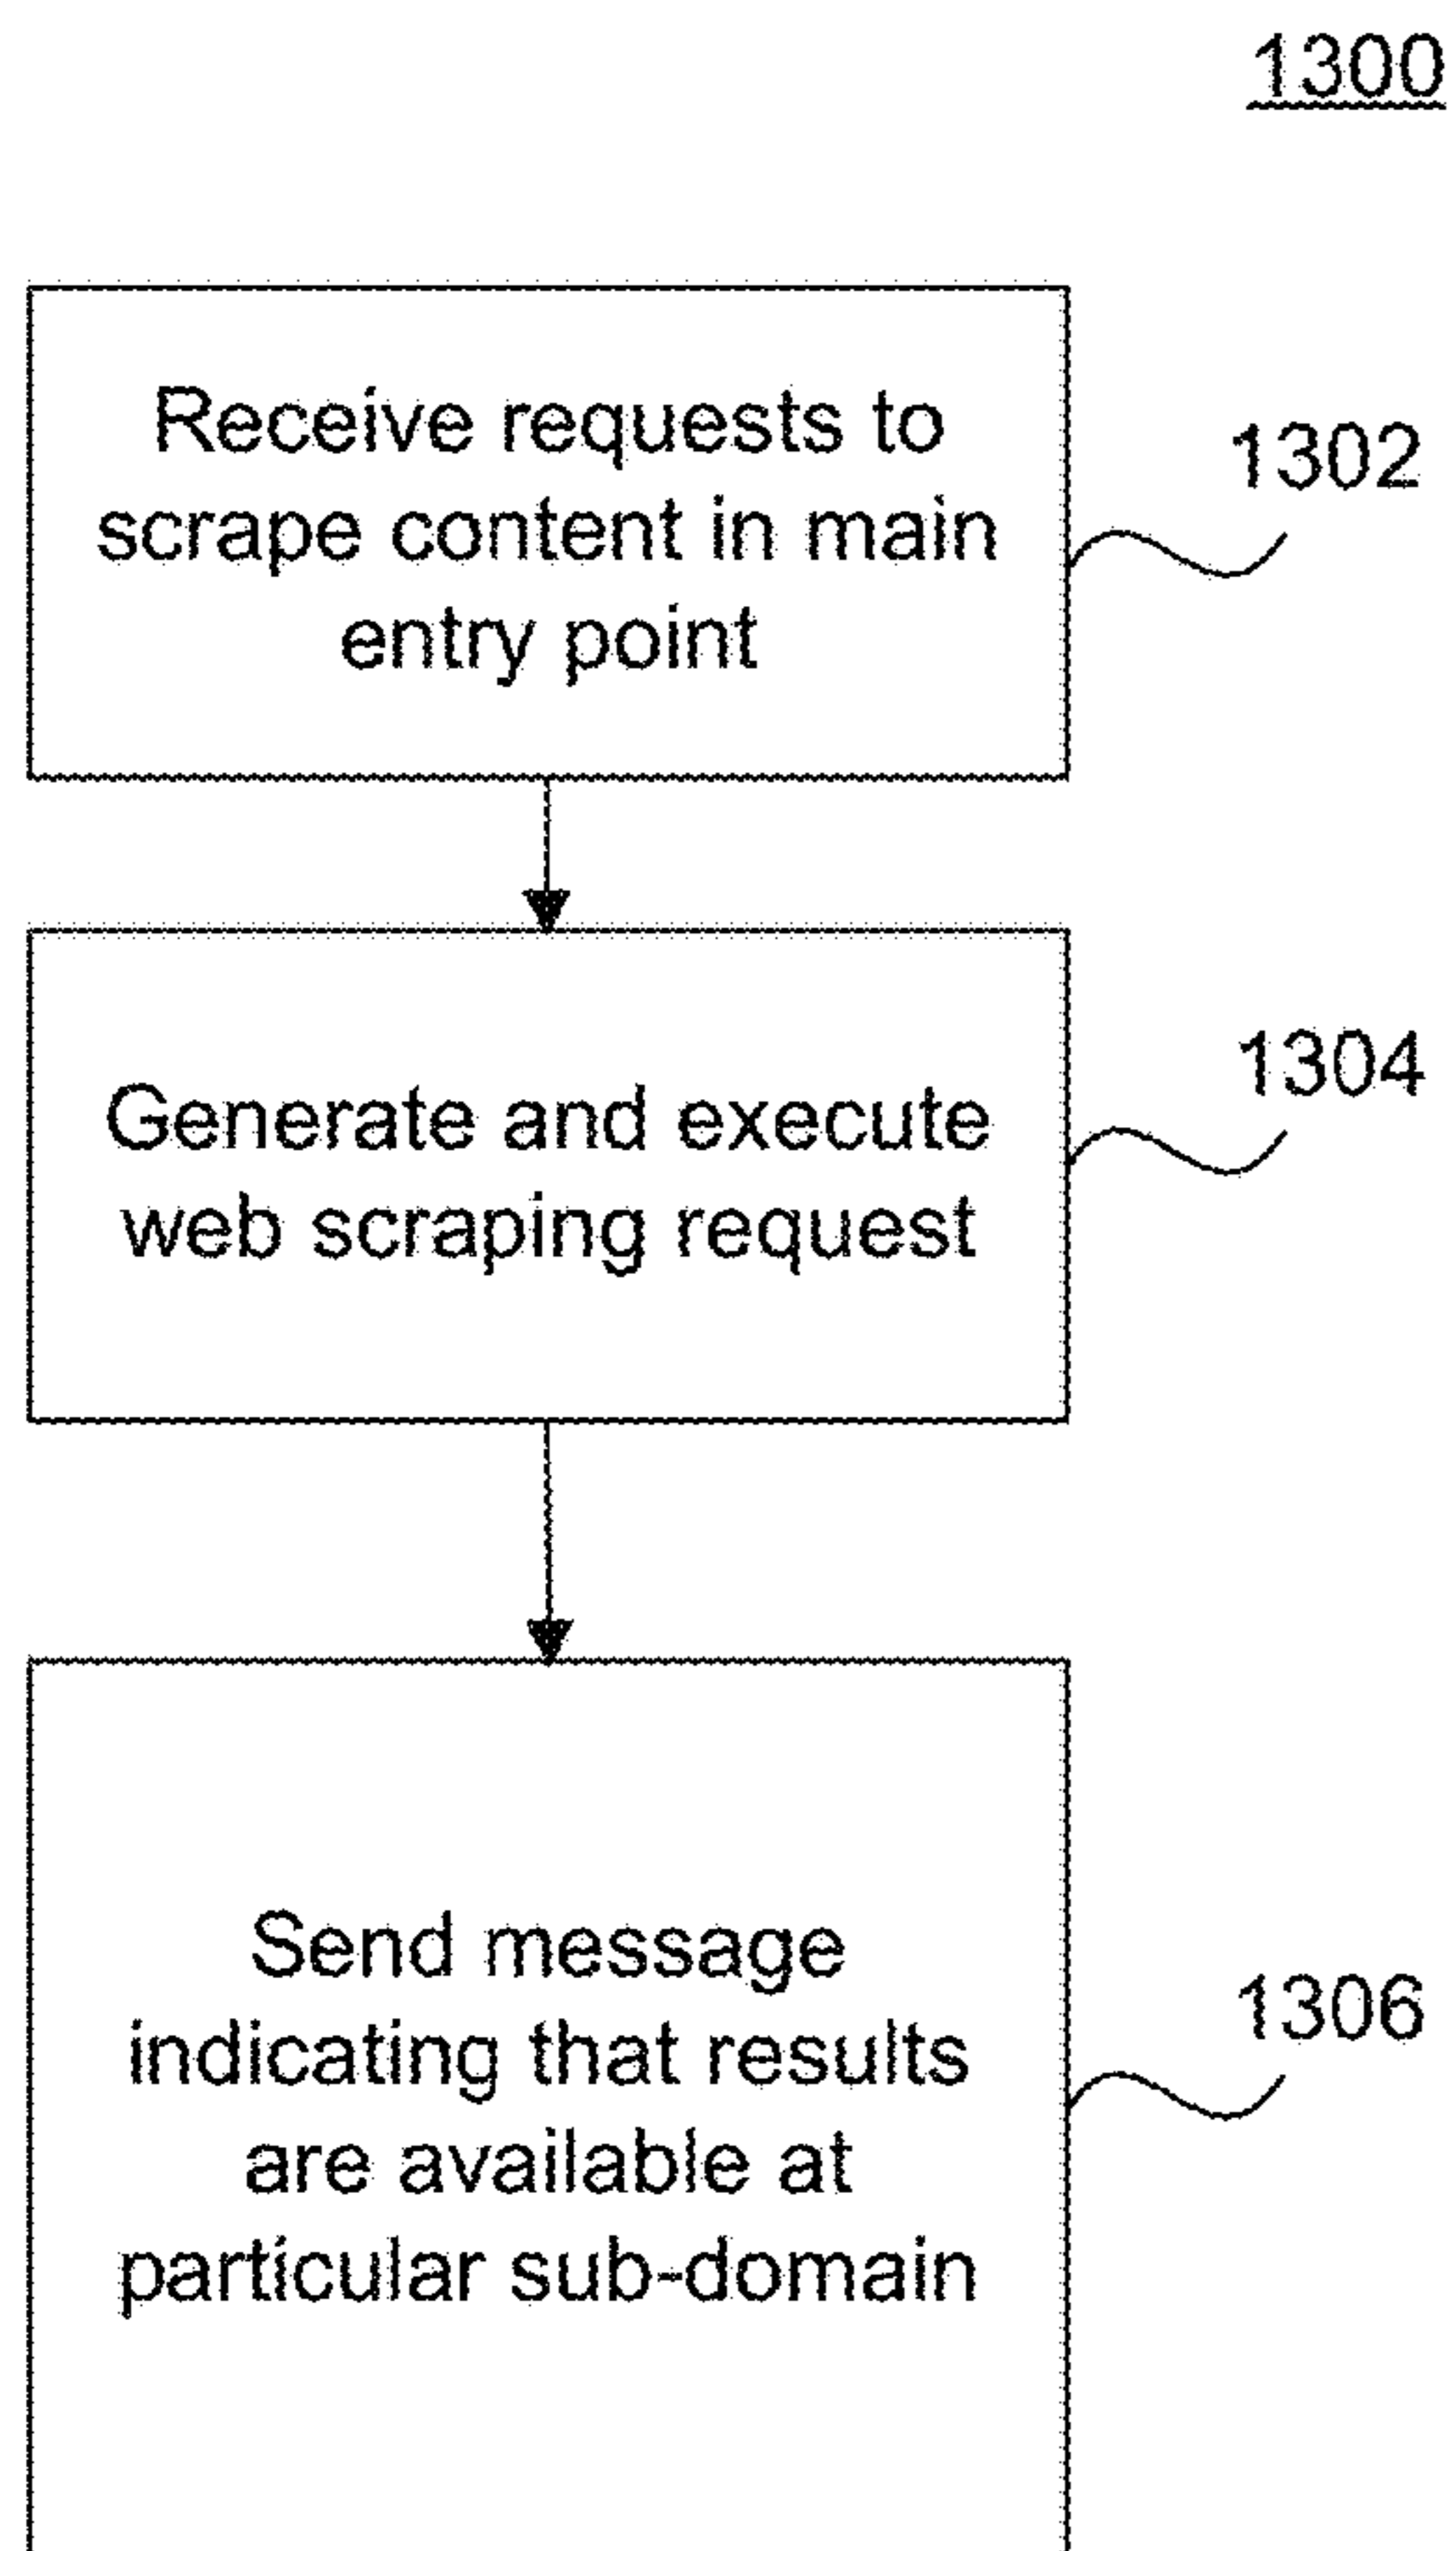 1300
Receive requests to
scrape content in main
entry point
1302
Generate and execute
web scraping request
1304
Send message
indicating that results
are available at
particular sub-domain
1306